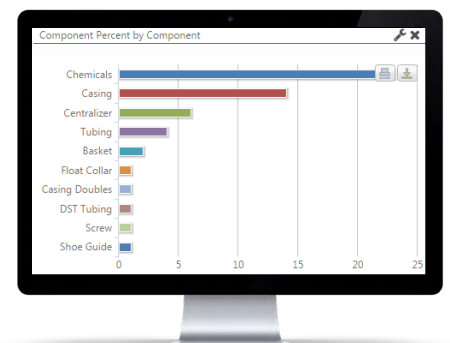 Component Percent by Component
Chemicals
Casing
Centralizer
Tubing
Basket
Float Collar
Casing Doubles
DST Tubing
Screw
Shoe Guide
0 5 10 15 20 25